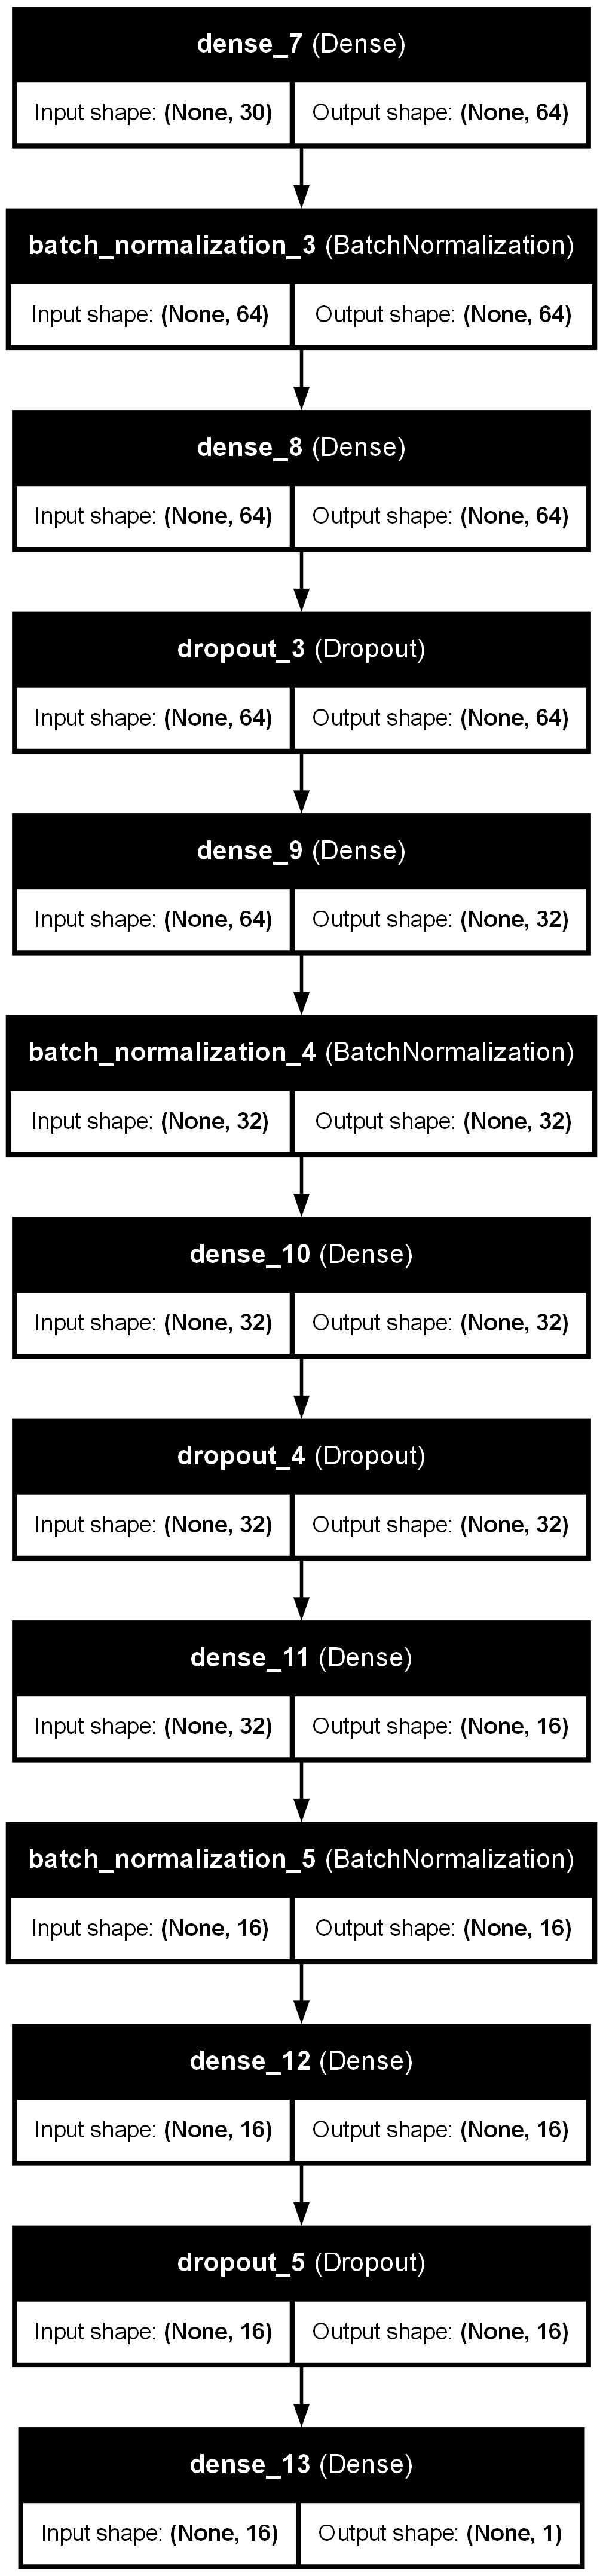 dense_7 (Dense)
Input shape: (None, 30) Output shape: (None, 64)
batch_normalization_3 (BatchNormalization)
Input shape: (None, 64) Output shape: (None, 64)
dense_8 (Dense)
Input shape: (None, 64) Output shape: (None, 64)
dropout_3 (Dropout)
Input shape: (None, 64) Output shape: (None, 64)
dense_9 (Dense)
Input shape: (None, 64) Output shape: (None, 32)
batch_normalization_4 (BatchNormalization)
Input shape: (None, 32) Output shape: (None, 32)
dense_10 (Dense)
Input shape: (None, 32) Output shape: (None, 32)
dropout_4 (Dropout)
Input shape: (None, 32) Output shape: (None, 32)
dense_11 (Dense)
Input shape: (None, 32) Output shape: (None, 16)
batch_normalization_5 (BatchNormalization)
Input shape: (None, 16) Output shape: (None, 16)
dense_12 (Dense)
Input shape: (None, 16) Output shape: (None, 16)
dropout_5 (Dropout)
Input shape: (None, 16) Output shape: (None, 16)
dense_13 (Dense)
Input shape: (None, 16) Output shape: (None, 1)